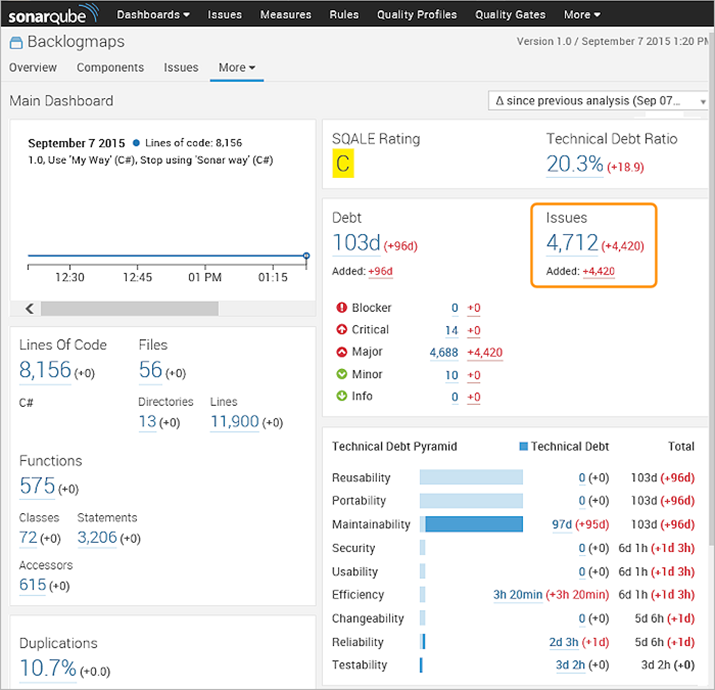 sonarqube Dashboards Issues Measures Rules Quality Profiles Quality Gates More
Backlogmaps
Version 1.0 / September 7 2015 1:20 PM
Overview Components Issues More
Main Dashboard
Δ since previous analysis (Sep 07...
September 7 2015 Lines of code: 8,156
1.0, Use 'My Way' (C#), Stop using 'Sonar way' (C#)
12:30 12:45 01 PM 01:15
Lines Of Code Files
8,156 (+0) 56 (+0)
C# Directories Lines
13 (+0) 11,900 (+0)
Functions
575 (+0)
Classes Statements
72 (+0) 3,206 (+0)
Accessors
615 (+0)
Duplications
10.7% (+0.0)
SQALE Rating Technical Debt Ratio
C 20.3% (+18.9)
Debt Issues
103d (+96d) 4,712 (+4,420)
Added: +96d Added: +4,420
Blocker 0 +0
Critical 14 +0
Major 4,688 +4,420
Minor 10 +0
Info 0 +0
Technical Debt Pyramid Technical Debt Total
Reusability 0 (+0) 103d (+96d)
Portability 0 (+0) 103d (+96d)
Maintainability 97d (+95d) 103d (+96d)
Security 0 (+0) 6d 1h (+1d 3h)
Usability 0 (+0) 6d 1h (+1d 3h)
Efficiency 3h 20min (+3h 20min) 6d 1h (+1d 3h)
Changeability 0 (+0) 5d 6h (+1d)
Reliability 2d 3h (+1d) 5d 6h (+1d)
Testability 3d 2h (+0) 3d 2h (+0)